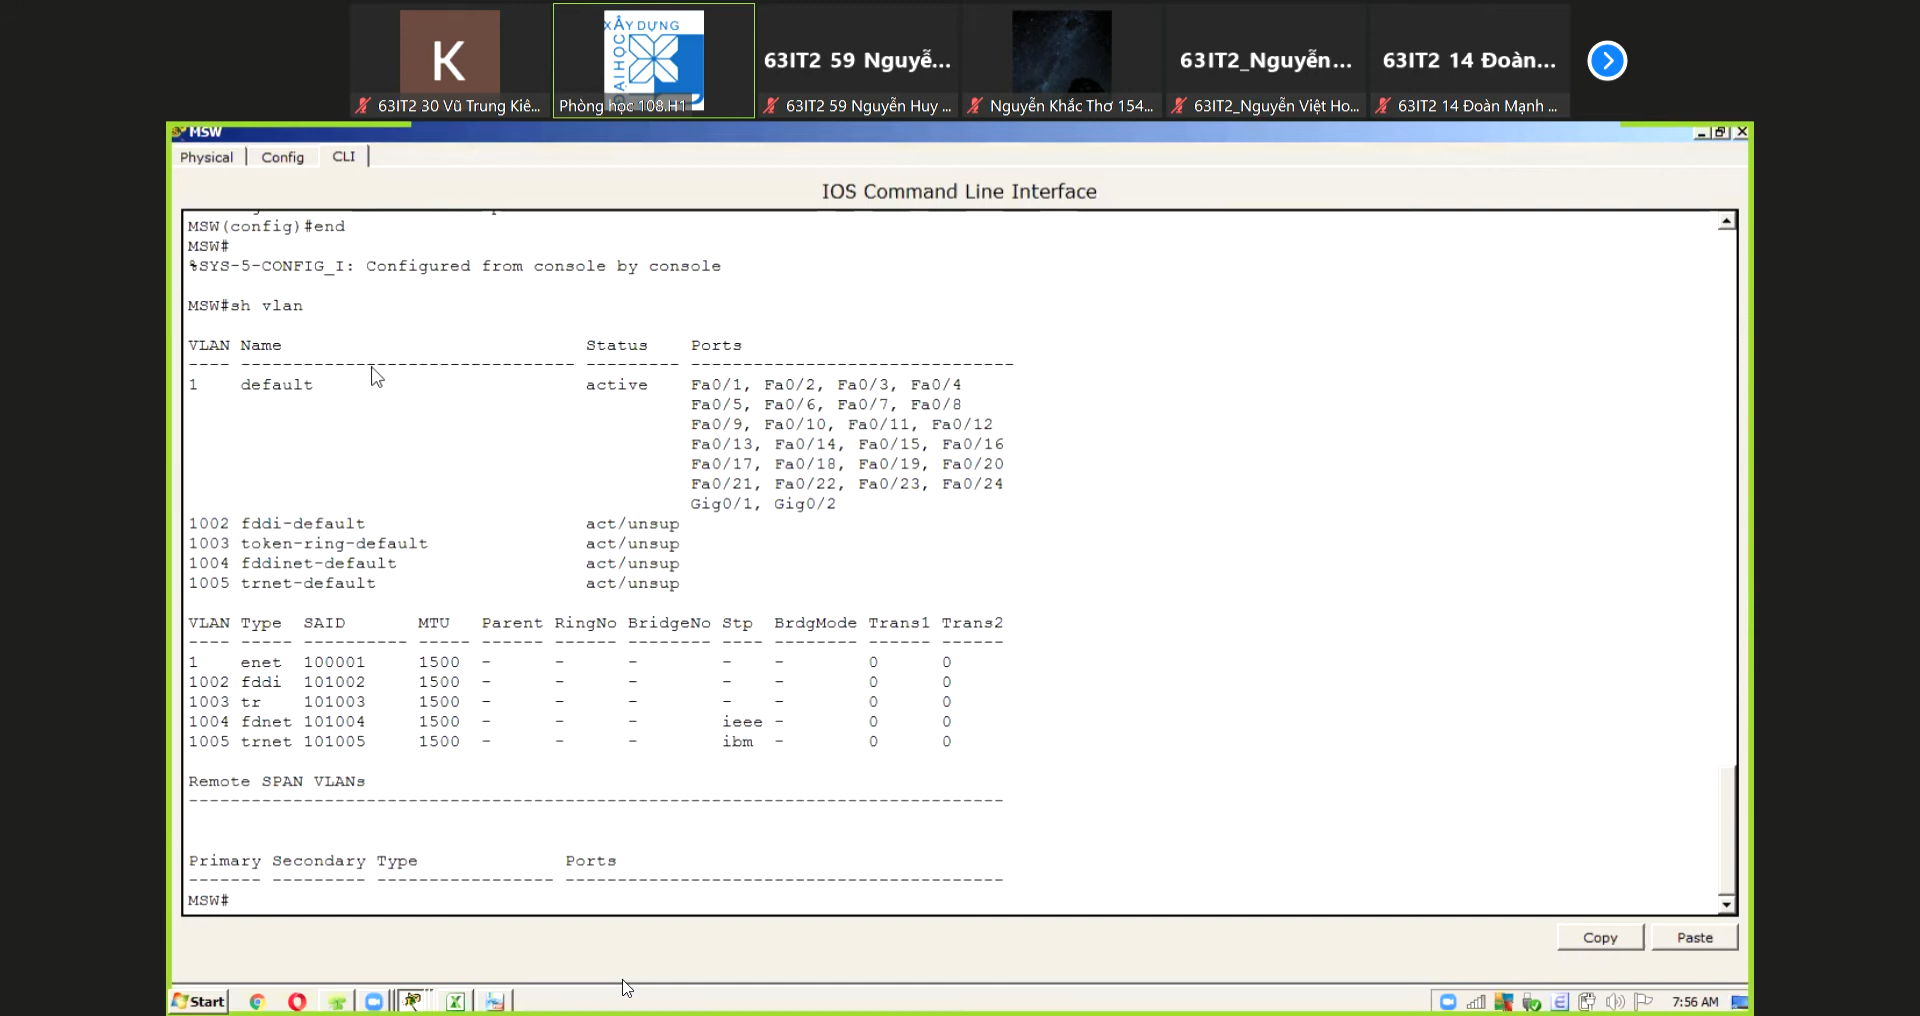 K
XÂY DỰNG
ĐẠI HỌC
63IT2 59 Nguyễ...
63IT2_Nguyễn...
63IT2 14 Đoàn...
63IT2 30 Vũ Trung Kiê...
Phòng học 108.H1
63IT2 59 Nguyễn Huy ...
Nguyễn Khắc Thơ 154...
63IT2_Nguyễn Việt Ho...
63IT2 14 Đoàn Mạnh ...
MSW
Physical Config CLI
IOS Command Line Interface
MSW(config)#end
MSW#
%SYS-5-CONFIG_I: Configured from console by console
MSW#sh vlan
VLAN Name Status Ports
---- -------------------------------- --------- -------------------------------
1 default active Fa0/1, Fa0/2, Fa0/3, Fa0/4
Fa0/5, Fa0/6, Fa0/7, Fa0/8
Fa0/9, Fa0/10, Fa0/11, Fa0/12
Fa0/13, Fa0/14, Fa0/15, Fa0/16
Fa0/17, Fa0/18, Fa0/19, Fa0/20
Fa0/21, Fa0/22, Fa0/23, Fa0/24
Gig0/1, Gig0/2
1002 fddi-default act/unsup
1003 token-ring-default act/unsup
1004 fddinet-default act/unsup
1005 trnet-default act/unsup
VLAN Type SAID MTU Parent RingNo BridgeNo Stp BrdgMode Trans1 Trans2
---- ----- ---------- ----- ------ ------ -------- ---- -------- ------ ------
1 enet 100001 1500 - - - - - 0 0
1002 fddi 101002 1500 - - - - - 0 0
1003 tr 101003 1500 - - - - - 0 0
1004 fdnet 101004 1500 - - - ieee - 0 0
1005 trnet 101005 1500 - - - ibm - 0 0
Remote SPAN VLANs
------------------------------------------------------------------------------
Primary Secondary Type Ports
------- --------- ----------------- ------------------------------------------
MSW#
Copy Paste
Start
7:56 AM